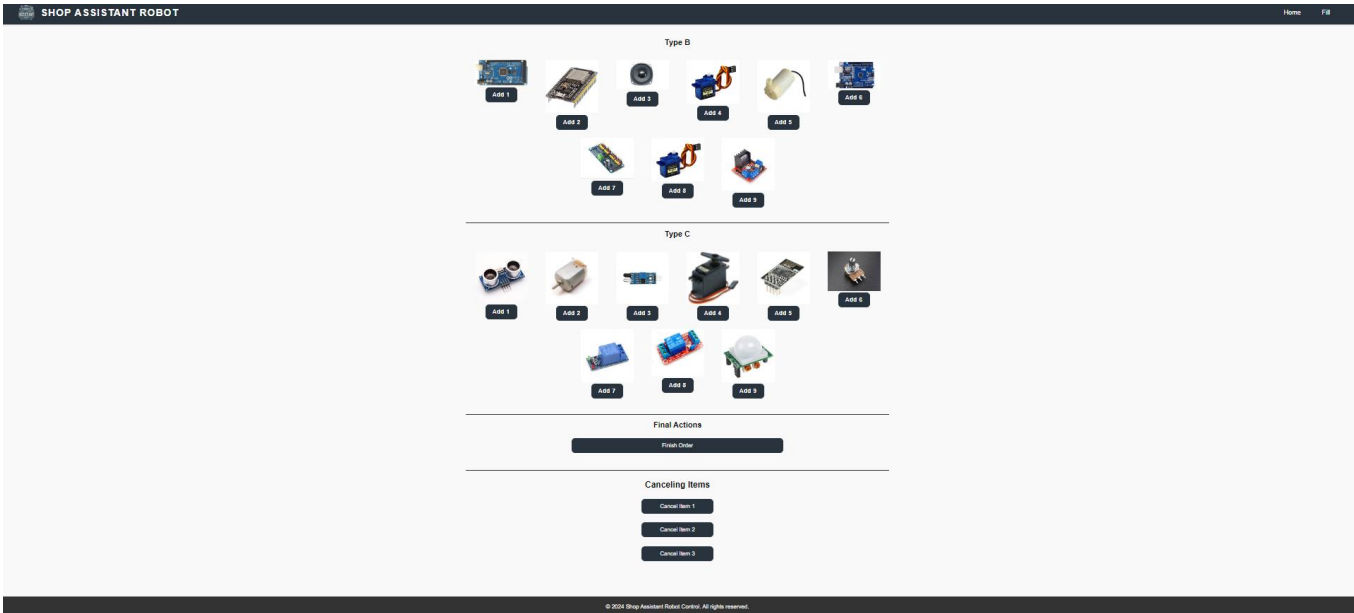 SHOP ASSISTANT ROBOT
Home Fill
Type B
Add 1 Add 2 Add 3 Add 4 Add 5 Add 6
Add 7 Add 8 Add 9
Type C
Add 1 Add 2 Add 3 Add 4 Add 5 Add 6
Add 7 Add 8 Add 9
Final Actions
Finish Order
Canceling Items
Cancel Item 1
Cancel Item 2
Cancel Item 3
© 2024 Shop Assistant Robot Control. All rights reserved.